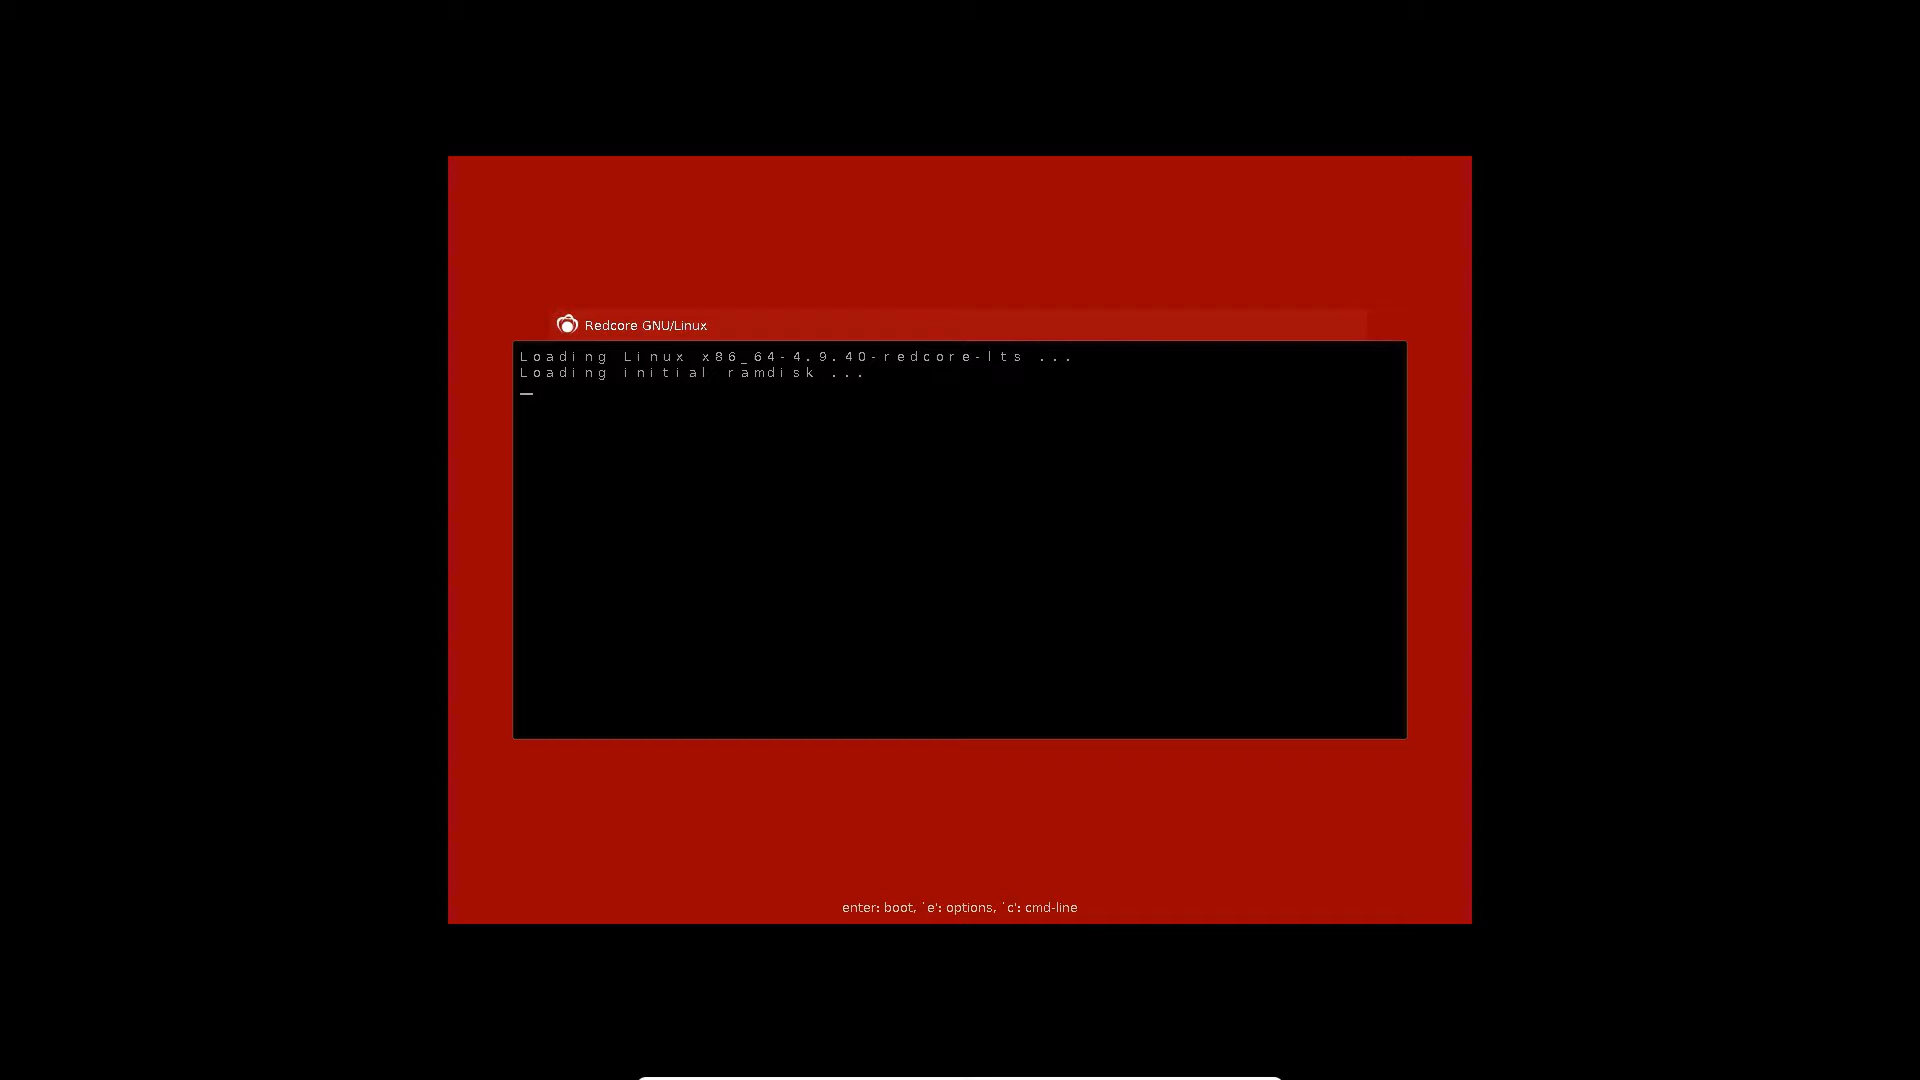 Redcore GNU/Linux
Loading Linux x86_64-4.9.40-redcore-lts ...
Loading initial ramdisk ...
enter: boot, `e': options, `c': cmd-line